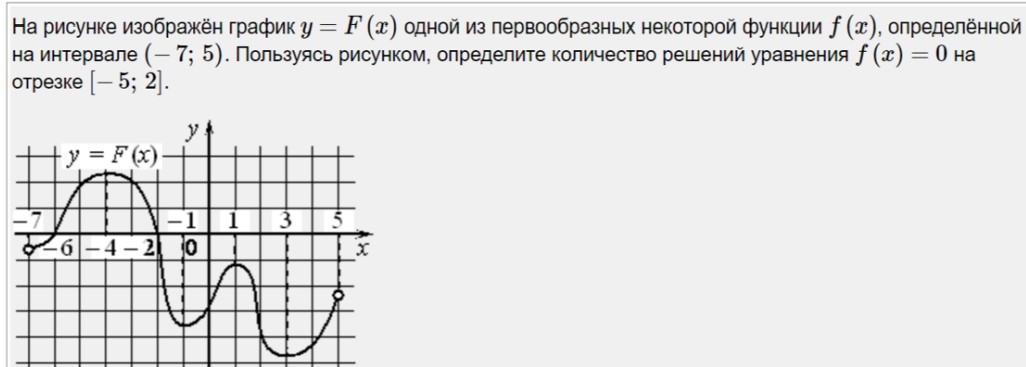 На рисунке изображён график y = F (x) одной из первообразных некоторой функции f (x), определённой
на интервале (– 7; 5). Пользуясь рисунком, определите количество решений уравнения f (x) = 0 на
отрезке [– 5; 2].
y
y = F (x)
–7 –1 1 3 5
–6 –4 –2 0 x